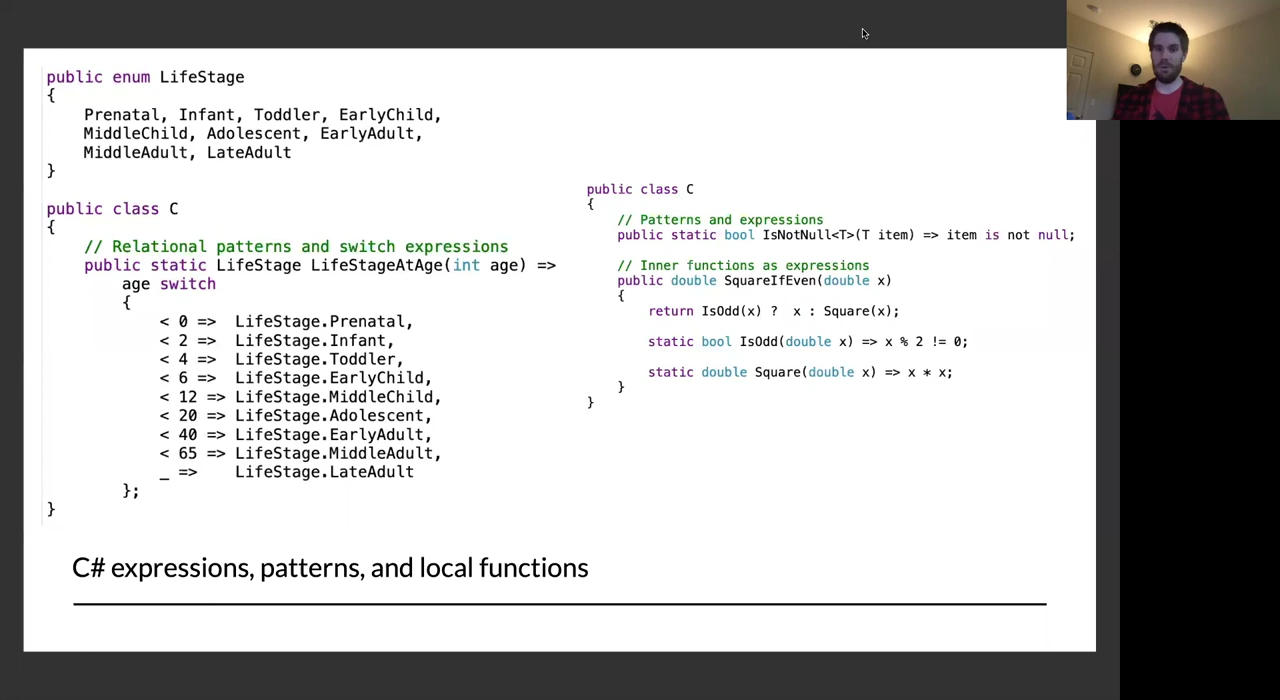 public enum LifeStage
{
    Prenatal, Infant, Toddler, EarlyChild,
    MiddleChild, Adolescent, EarlyAdult,
    MiddleAdult, LateAdult
}
public class C
{
    // Relational patterns and switch expressions
    public static LifeStage LifeStageAtAge(int age) =>
        age switch
        {
            < 0 =>  LifeStage.Prenatal,
            < 2 =>  LifeStage.Infant,
            < 4 =>  LifeStage.Toddler,
            < 6 =>  LifeStage.EarlyChild,
            < 12 => LifeStage.MiddleChild,
            < 20 => LifeStage.Adolescent,
            < 40 => LifeStage.EarlyAdult,
            < 65 => LifeStage.MiddleAdult,
            _ =>    LifeStage.LateAdult
        };
}
public class C
{
    // Patterns and expressions
    public static bool IsNotNull<T>(T item) => item is not null;
    // Inner functions as expressions
    public double SquareIfEven(double x)
    {
        return IsOdd(x) ?  x : Square(x);
        static bool IsOdd(double x) => x % 2 != 0;
        static double Square(double x) => x * x;
    }
}
C# expressions, patterns, and local functions